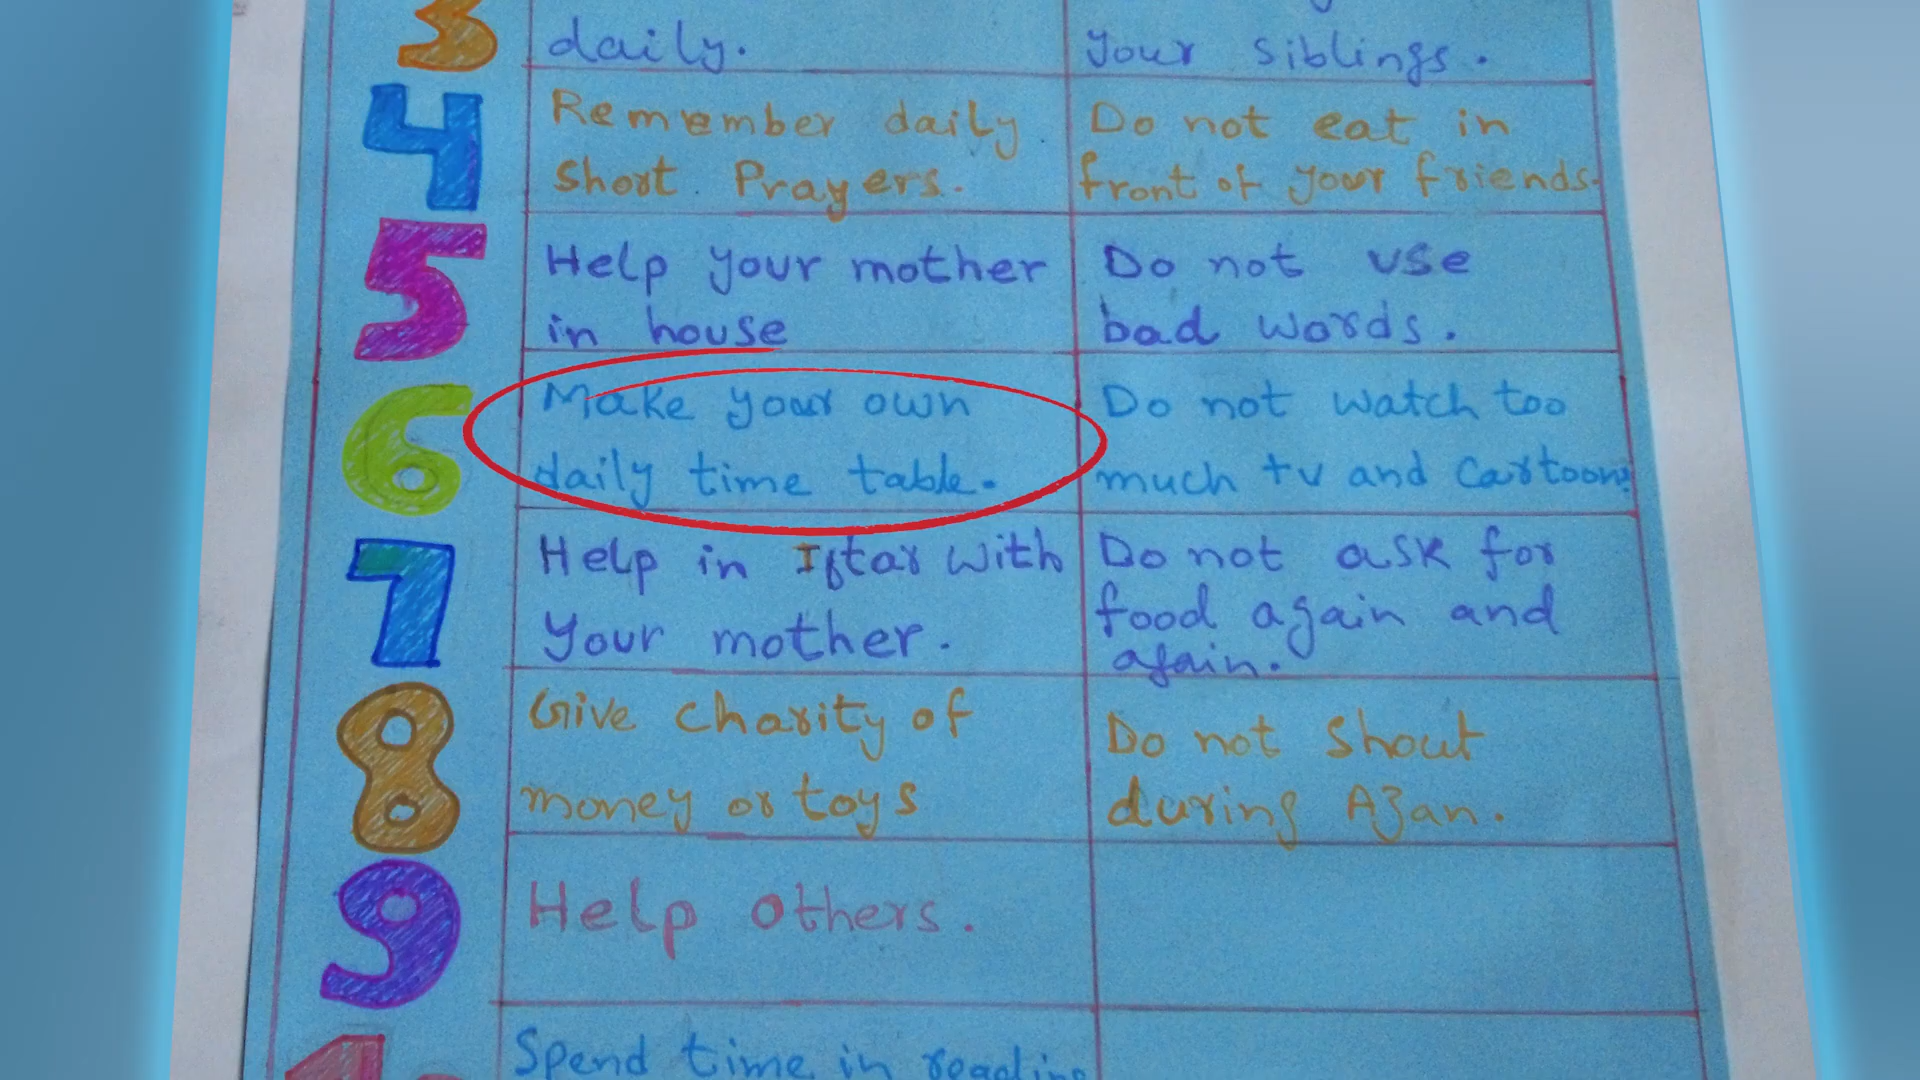 3
daily.
your siblings.
4
Remember daily
Short Prayers.
Do not eat in
front of your friends.
5
Help your mother
in house
Do not use
bad words.
6
Make your own
daily time table.
Do not watch too
much tv and Cartoons
7
Help in Iftar with
your mother.
Do not ask for
food again and
again.
8
Give charity of
money or toys
Do not shout
during Azan.
9
Help others.
Spend time in reading